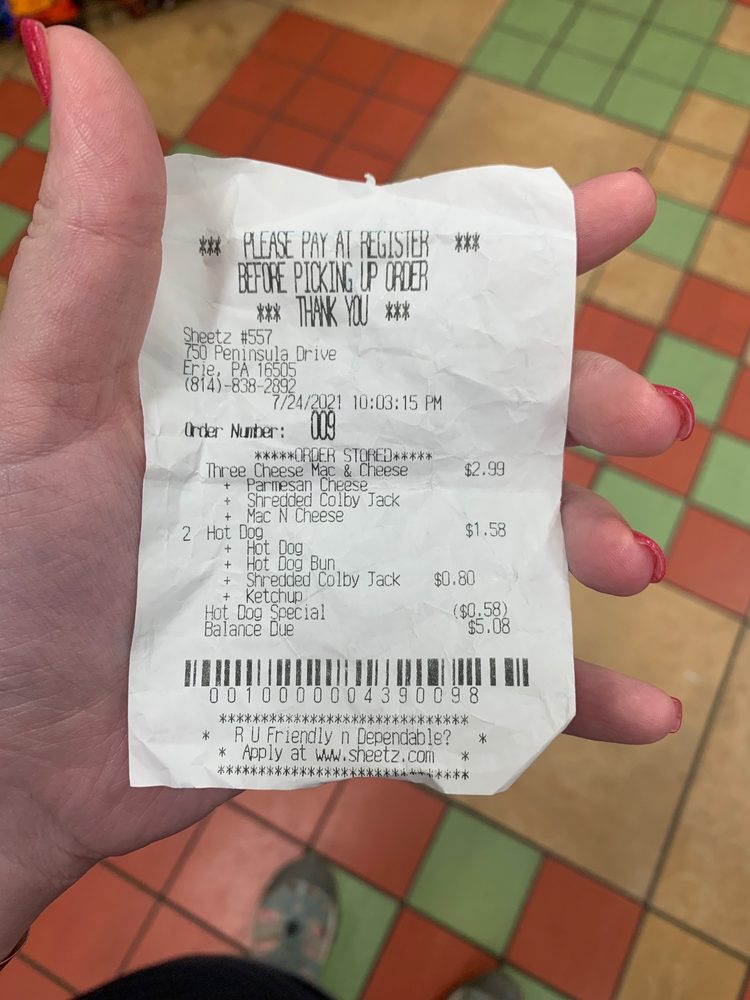 *** PLEASE PAY AT REGISTER ***
BEFORE PICKING UP ORDER
*** THANK YOU ***
Sheetz #557
750 Peninsula Drive
Erie, PA 16505
(814)-838-2892
7/24/2021 10:03:15 PM
Order Number: 009
*****ORDER STORED*****
Three Cheese Mac & Cheese $2.99
+ Parmesan Cheese
+ Shredded Colby Jack
+ Mac N Cheese
2 Hot Dog $1.58
+ Hot Dog
+ Hot Dog Bun
+ Shredded Colby Jack $0.80
+ Ketchup
Hot Dog Special ($0.58)
Balance Due $5.08
0010000004390098
**************************
* R U Friendly n Dependable? *
* Apply at www.sheetz.com *
**************************